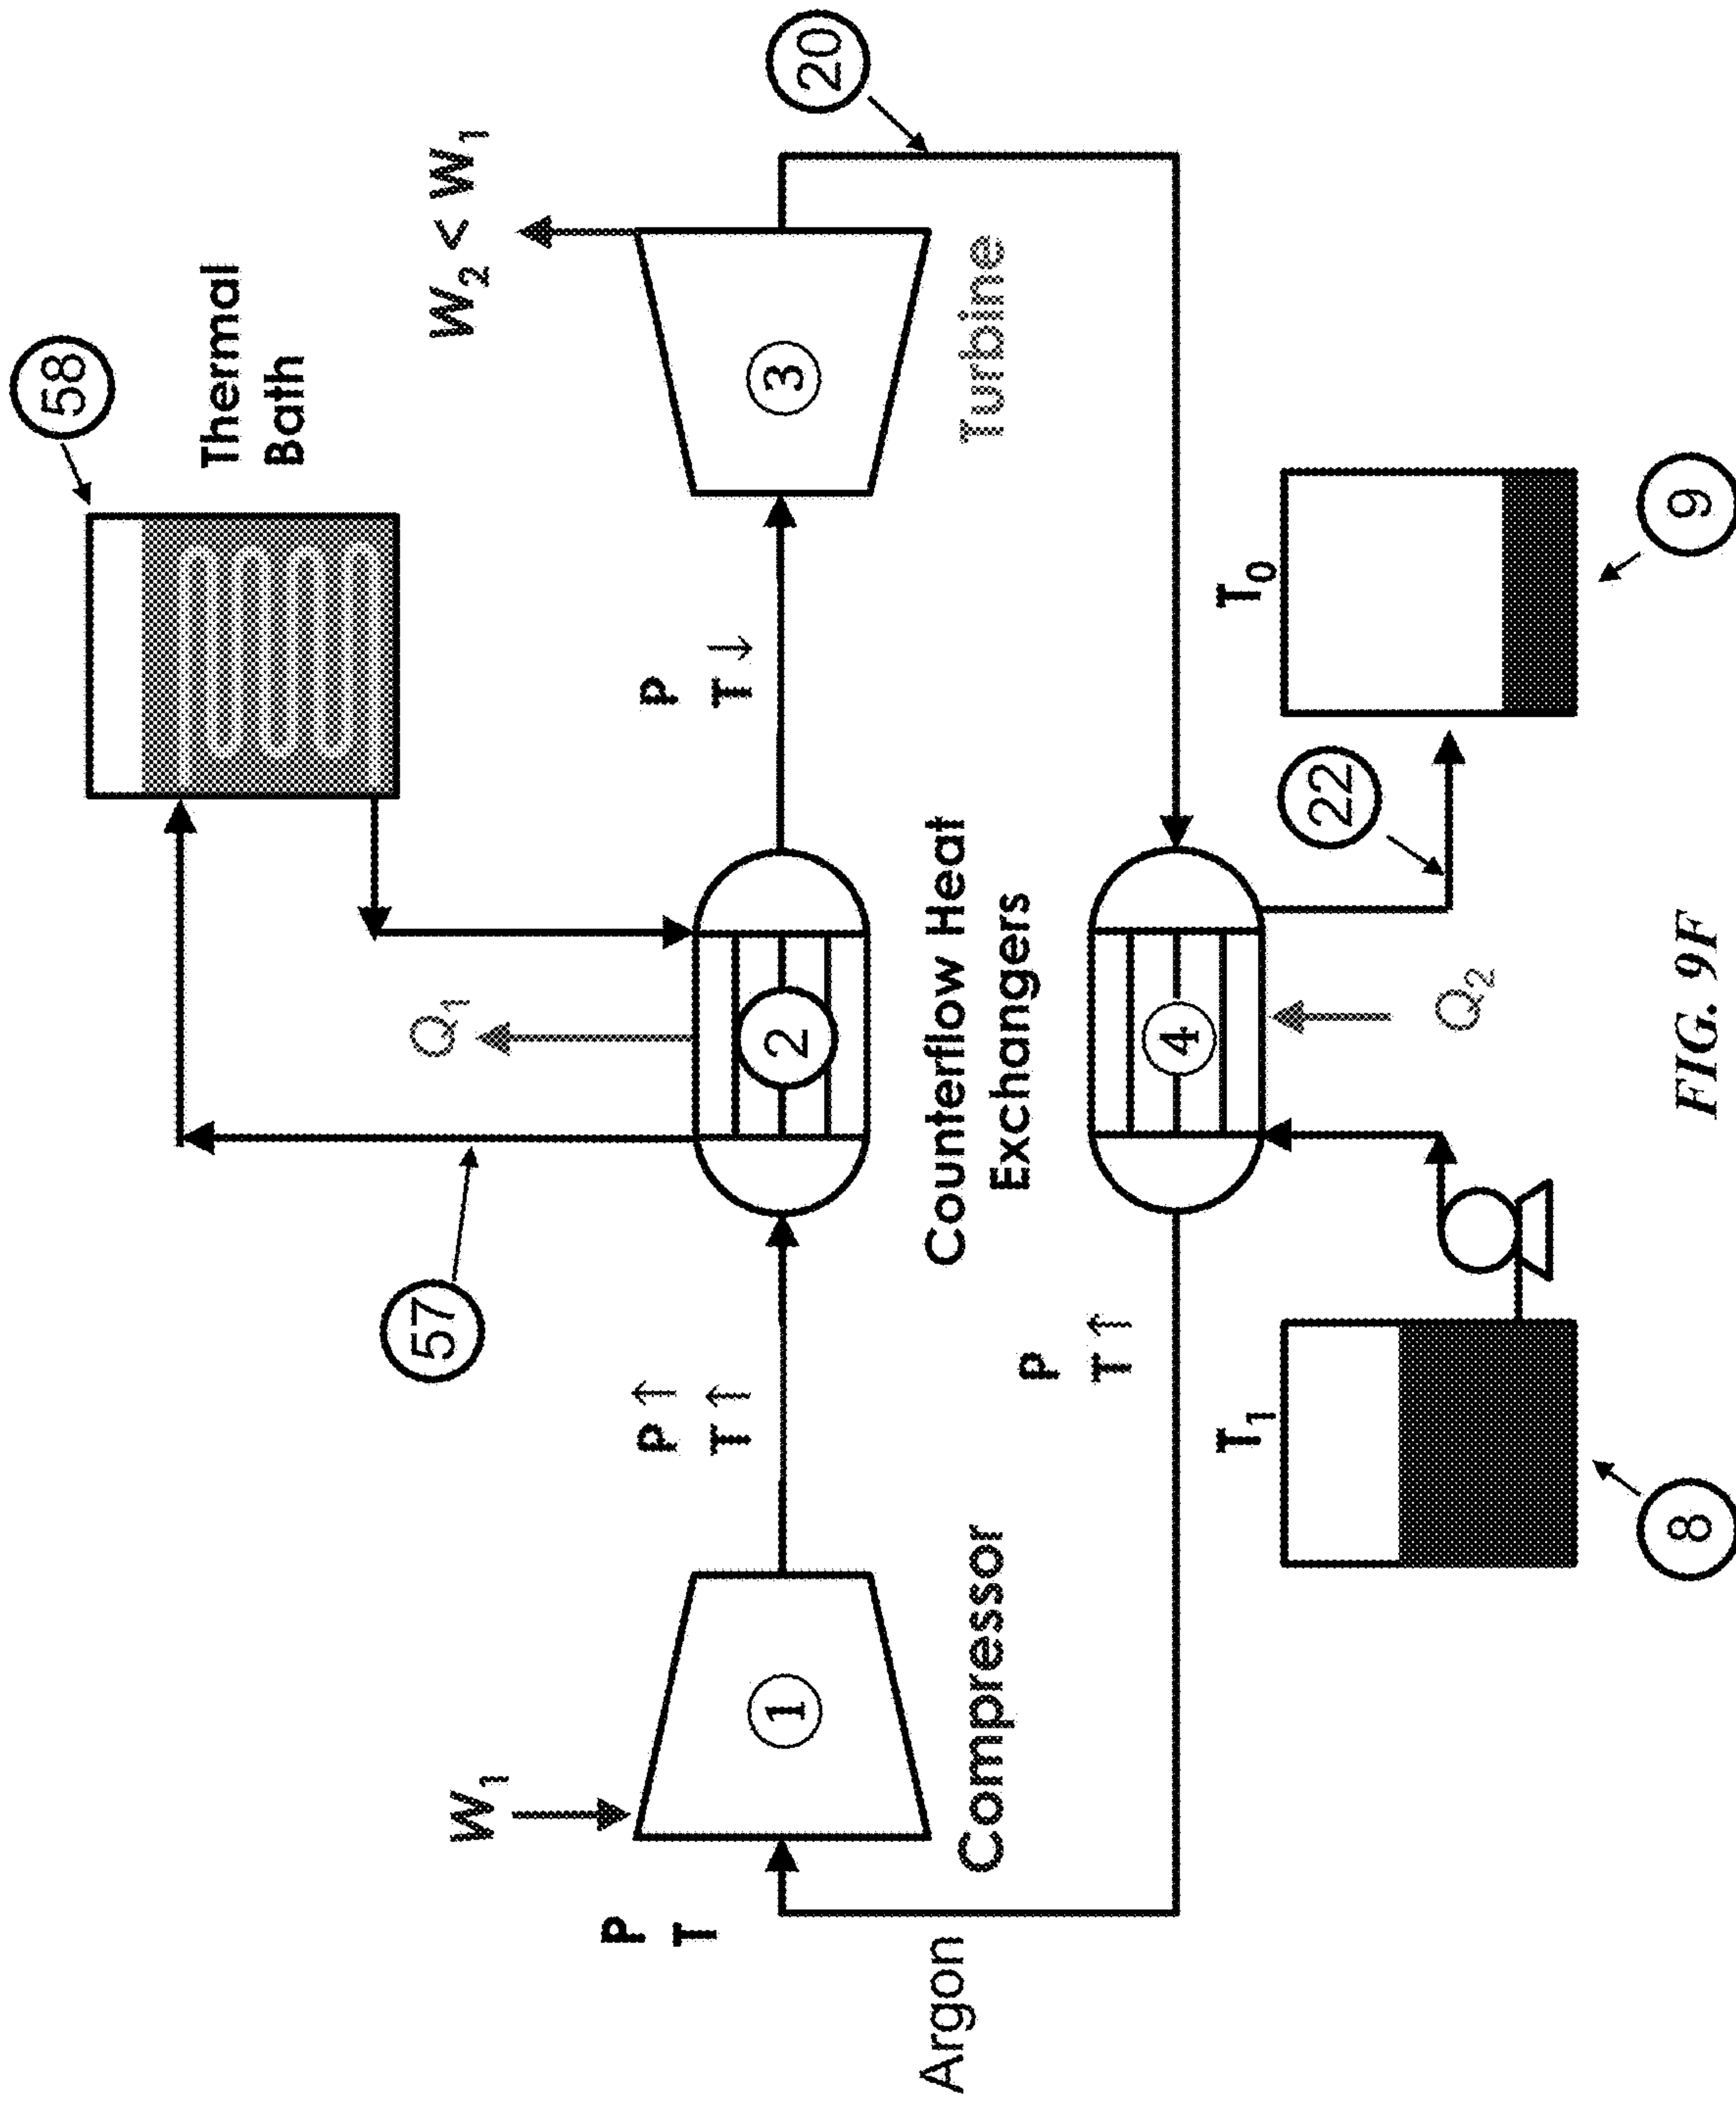 58
Thermal
Bath
20
W₂ < W₁
57
Q₁
W₁
P
T
P↑
T↑
P
T↓
1
2
3
Compressor
Counterflow Heat
Exchangers
Turbine
Argon
P
T↑
4
22
T₁
T₀
Q₂
8
9
FIG. 9F